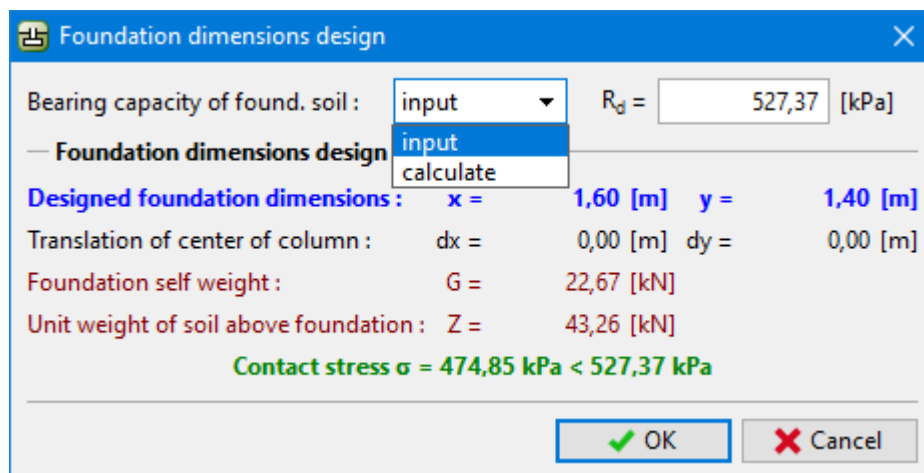 Foundation dimensions design
Bearing capacity of found. soil : input R_d = 527,37 [kPa]
input
Foundation dimensions design
calculate
Designed foundation dimensions : x = 1,60 [m] y = 1,40 [m]
Translation of center of column : dx = 0,00 [m] dy = 0,00 [m]
Foundation self weight : G = 22,67 [kN]
Unit weight of soil above foundation : Z = 43,26 [kN]
Contact stress σ = 474,85 kPa < 527,37 kPa
OK Cancel